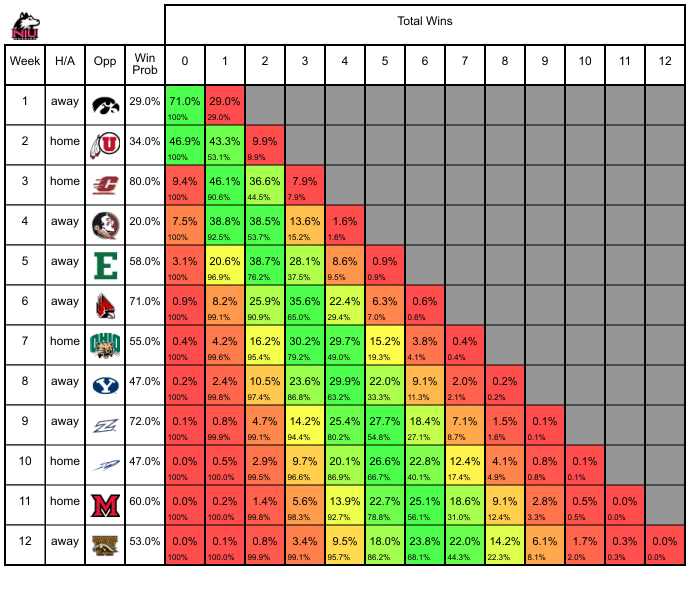 NIU
Total Wins
Week H/A Opp Win Prob 0 1 2 3 4 5 6 7 8 9 10 11 12
1 away 29.0% 71.0% 29.0%
100% 29.0%
2 home U 34.0% 46.9% 43.3% 9.9%
100% 53.1% 9.9%
3 home C 80.0% 9.4% 46.1% 36.6% 7.9%
100% 90.6% 44.5% 7.9%
4 away 20.0% 7.5% 38.8% 38.5% 13.6% 1.6%
100% 92.5% 53.7% 15.2% 1.6%
5 away E 58.0% 3.1% 20.6% 38.7% 28.1% 8.6% 0.9%
100% 96.9% 76.2% 37.5% 9.5% 0.9%
6 away 71.0% 0.9% 8.2% 25.9% 35.6% 22.4% 6.3% 0.6%
100% 99.1% 90.9% 65.0% 29.4% 7.0% 0.6%
7 home OHIO 55.0% 0.4% 4.2% 16.2% 30.2% 29.7% 15.2% 3.8% 0.4%
100% 99.6% 95.4% 79.2% 49.0% 19.3% 4.1% 0.4%
8 away Y 47.0% 0.2% 2.4% 10.5% 23.6% 29.9% 22.0% 9.1% 2.0% 0.2%
100% 99.8% 97.4% 86.8% 63.2% 33.3% 11.3% 2.1% 0.2%
9 away Z 72.0% 0.1% 0.8% 4.7% 14.2% 25.4% 27.7% 18.4% 7.1% 1.5% 0.1%
100% 99.9% 99.1% 94.4% 80.2% 54.8% 27.1% 8.7% 1.6% 0.1%
10 home 47.0% 0.0% 0.5% 2.9% 9.7% 20.1% 26.6% 22.8% 12.4% 4.1% 0.8% 0.1%
100% 100.0% 99.5% 96.6% 86.9% 66.7% 40.1% 17.4% 4.9% 0.8% 0.1%
11 home M 60.0% 0.0% 0.2% 1.4% 5.6% 13.9% 22.7% 25.1% 18.6% 9.1% 2.8% 0.5% 0.0%
100% 100.0% 99.8% 98.3% 92.7% 78.8% 56.1% 31.0% 12.4% 3.3% 0.5% 0.0%
12 away 53.0% 0.0% 0.1% 0.8% 3.4% 9.5% 18.0% 23.8% 22.0% 14.2% 6.1% 1.7% 0.3% 0.0%
100% 100.0% 99.9% 99.1% 95.7% 86.2% 68.1% 44.3% 22.3% 8.1% 2.0% 0.3% 0.0%